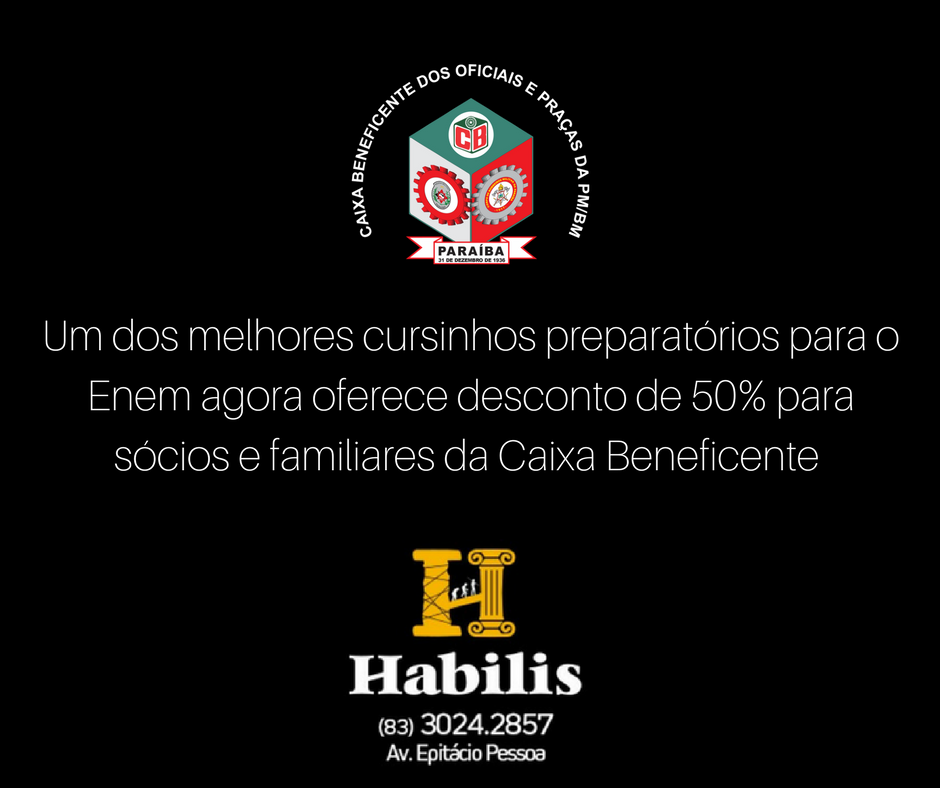 CAIXA BENEFICENTE DOS OFICIAIS E PRAÇAS DA PM/BM
CB
PARAÍBA
31 DE DEZEMBRO DE 1936
Um dos melhores cursinhos preparatórios para o
Enem agora oferece desconto de 50% para
sócios e familiares da Caixa Beneficente
H
Habilis
(83) 3024.2857
Av. Epitácio Pessoa